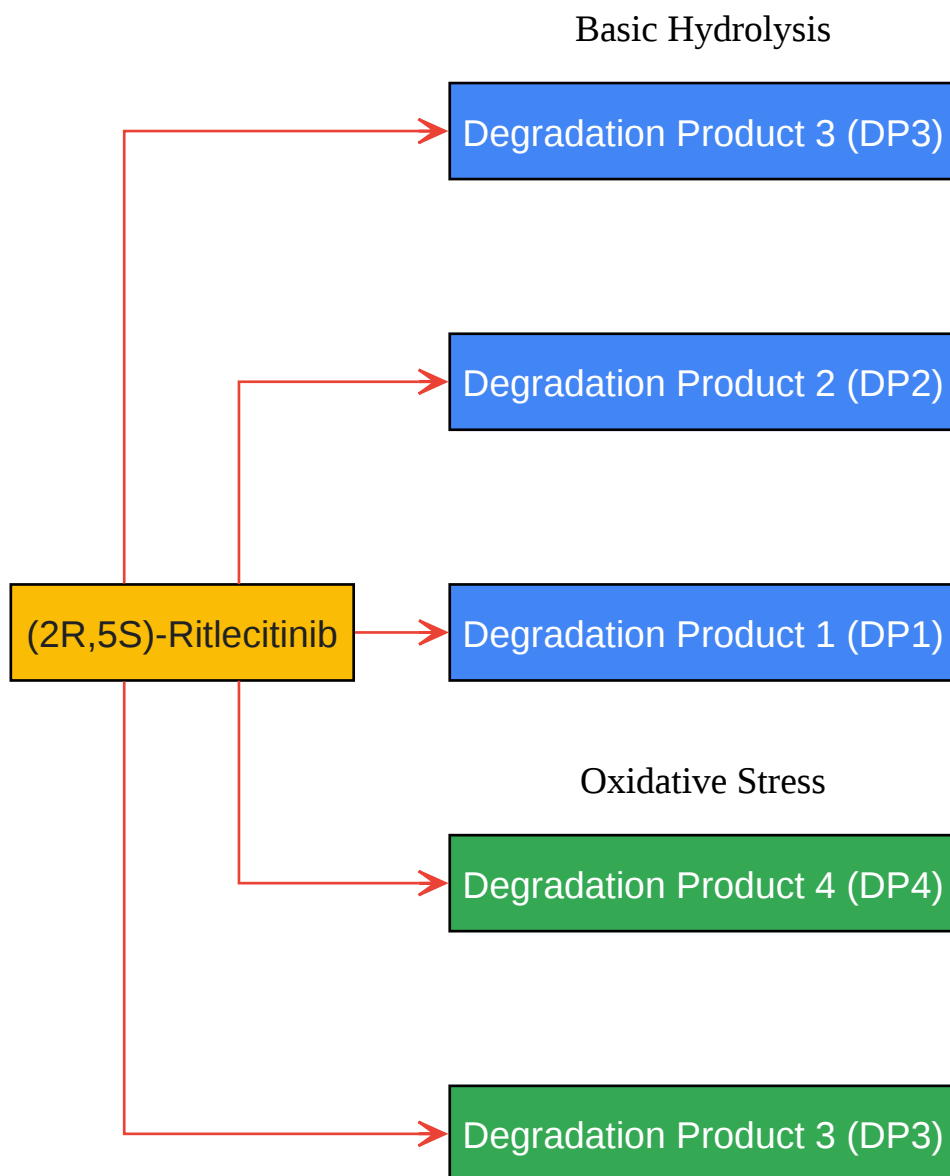 Basic Hydrolysis
Degradation Product 3 (DP3)
Degradation Product 2 (DP2)
(2R,5S)-Ritlecitinib
Degradation Product 1 (DP1)
Oxidative Stress
Degradation Product 4 (DP4)
Degradation Product 3 (DP3)